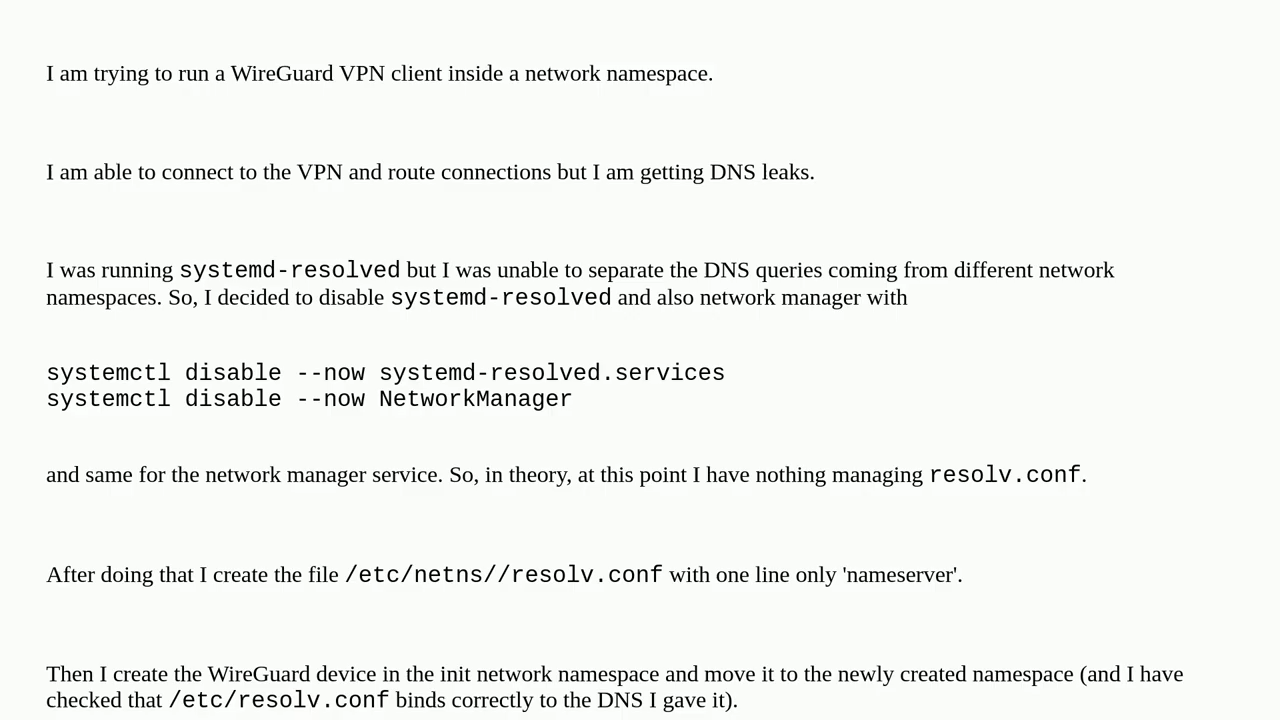 I am trying to run a WireGuard VPN client inside a network namespace.
I am able to connect to the VPN and route connections but I am getting DNS leaks.
I was running systemd-resolved but I was unable to separate the DNS queries coming from different network
namespaces. So, I decided to disable systemd-resolved and also network manager with
systemctl disable --now systemd-resolved.services
systemctl disable --now NetworkManager
and same for the network manager service. So, in theory, at this point I have nothing managing resolv.conf.
After doing that I create the file /etc/netns//resolv.conf with one line only 'nameserver'.
Then I create the WireGuard device in the init network namespace and move it to the newly created namespace (and I have
checked that /etc/resolv.conf binds correctly to the DNS I gave it).